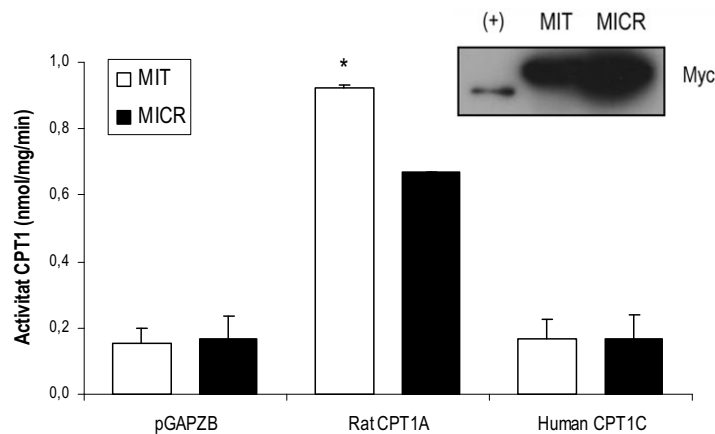 (+) MIT MICR
Myc
*
MIT
MICR
Activitat CPT1 (nmol/mg/min)
1,0
0,8
0,6
0,4
0,2
0,0
pGAPZB Rat CPT1A Human CPT1C